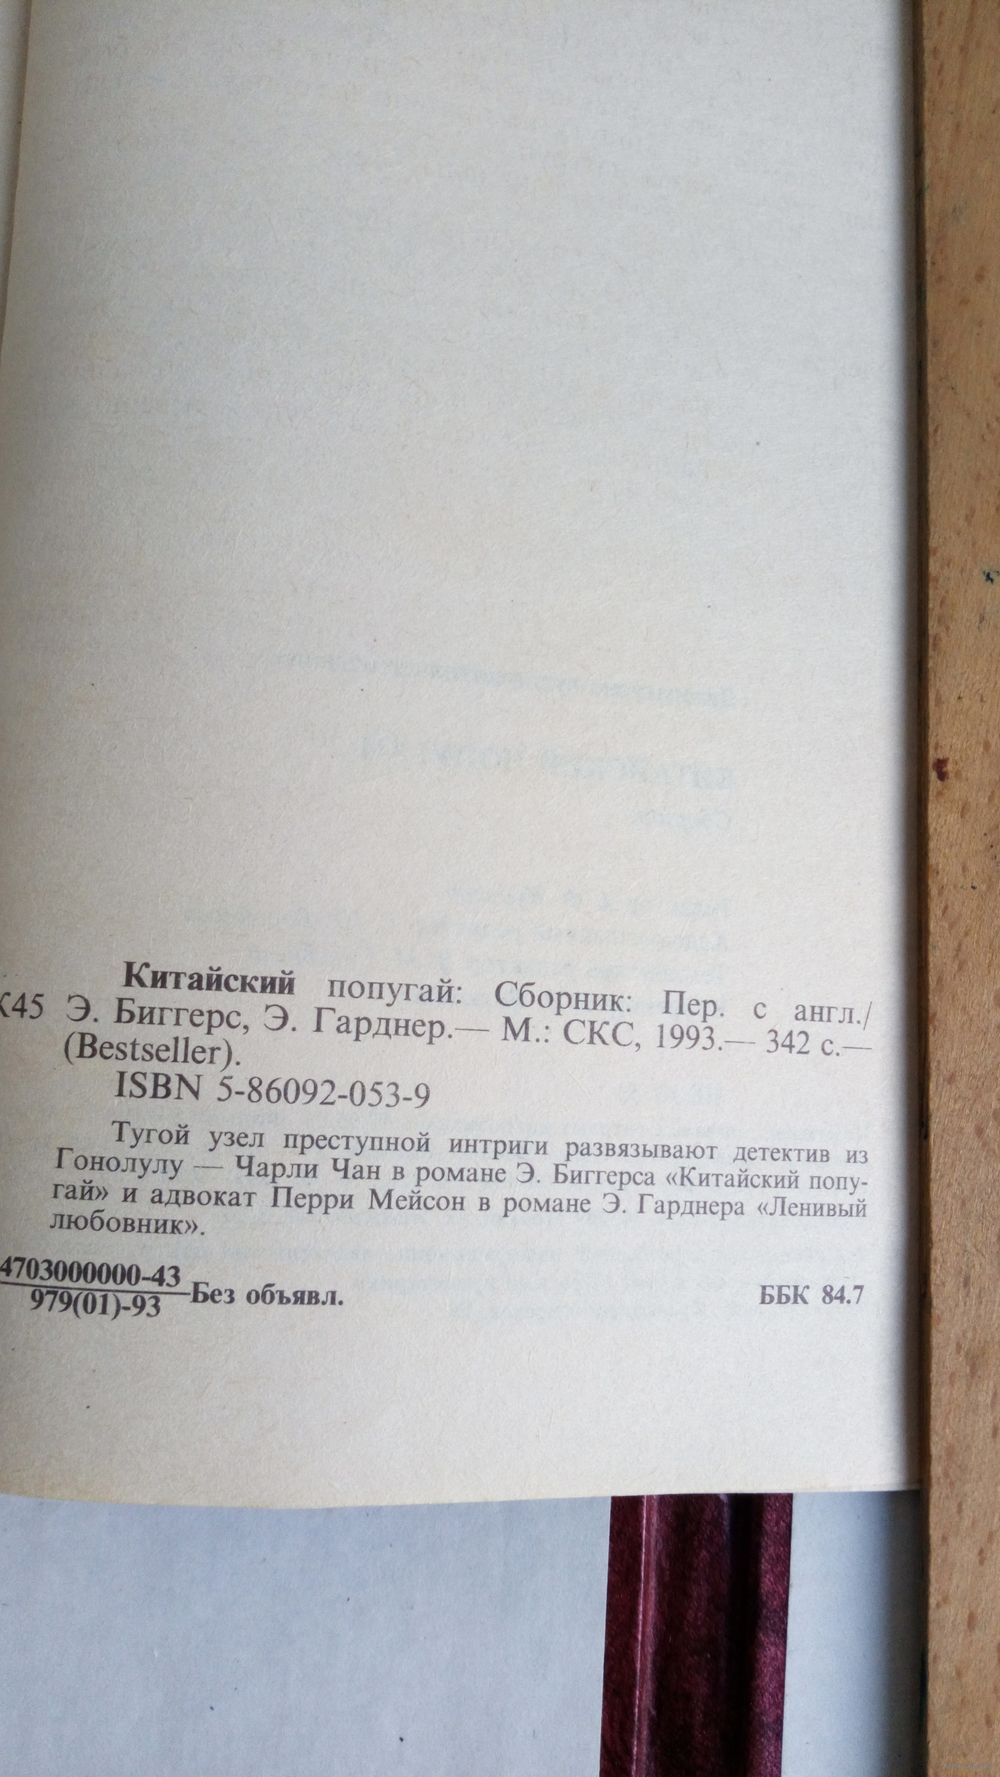 Китайский попугай: Сборник: Пер. с англ./
К45 Э. Биггерс, Э. Гарднер.— М.: СКС, 1993.— 342 с.—
(Bestseller).
ISBN 5-86092-053-9
Тугой узел преступной интриги развязывают детектив из
Гонолулу — Чарли Чан в романе Э. Биггерса «Китайский попу-
гай» и адвокат Перри Мейсон в романе Э. Гарднера «Ленивый
любовник».
4703000000-43
979(01)-93
Без объявл.
ББК 84.7